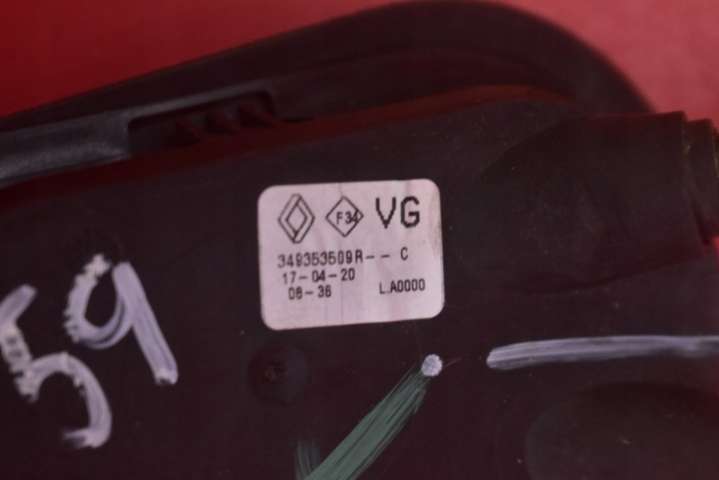 F34 VG
349353509R-- C
17-04-20
08-36 L.A0000
59